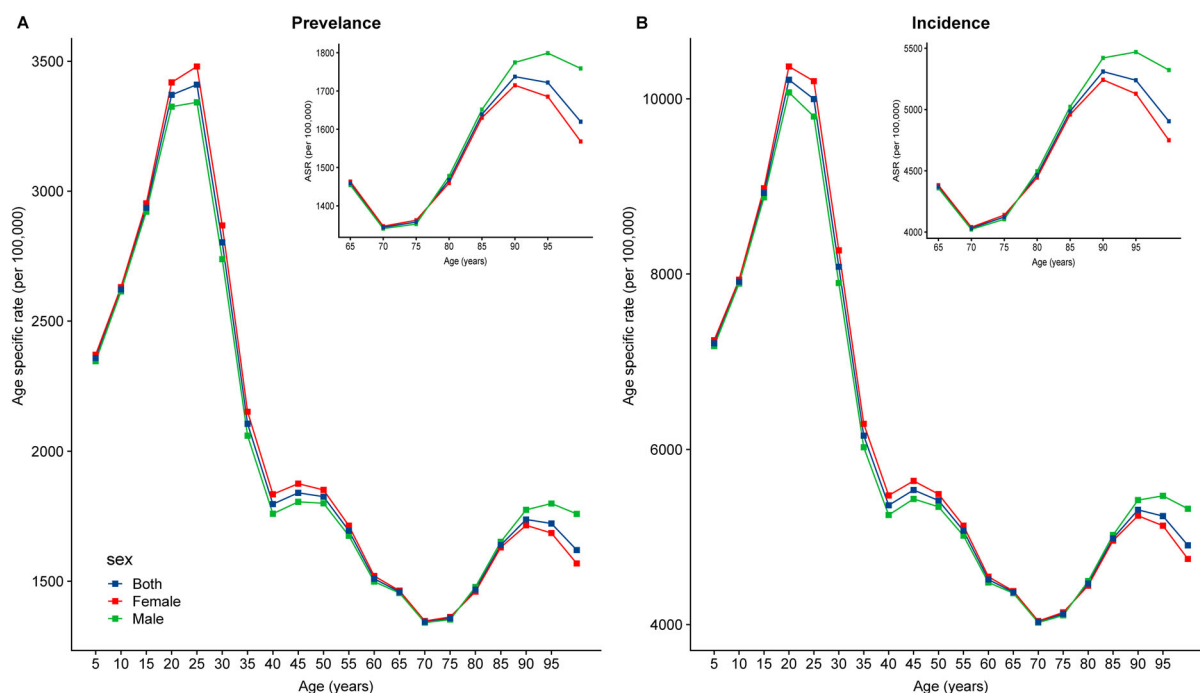 A
Prevelance
Age specific rate (per 100,000)
3500
3000
2500
2000
1500
ASR (per 100,000)
1800
1700
1600
1500
1400
65 70 75 80 85 90 95
Age (years)
sex
Both
Female
Male
5 10 15 20 25 30 35 40 45 50 55 60 65 70 75 80 85 90 95
Age (years)
B
Incidence
Age specific rate (per 100,000)
10000
8000
6000
4000
ASR (per 100,000)
5500
5000
4500
4000
65 70 75 80 85 90 95
Age (years)
5 10 15 20 25 30 35 40 45 50 55 60 65 70 75 80 85 90 95
Age (years)